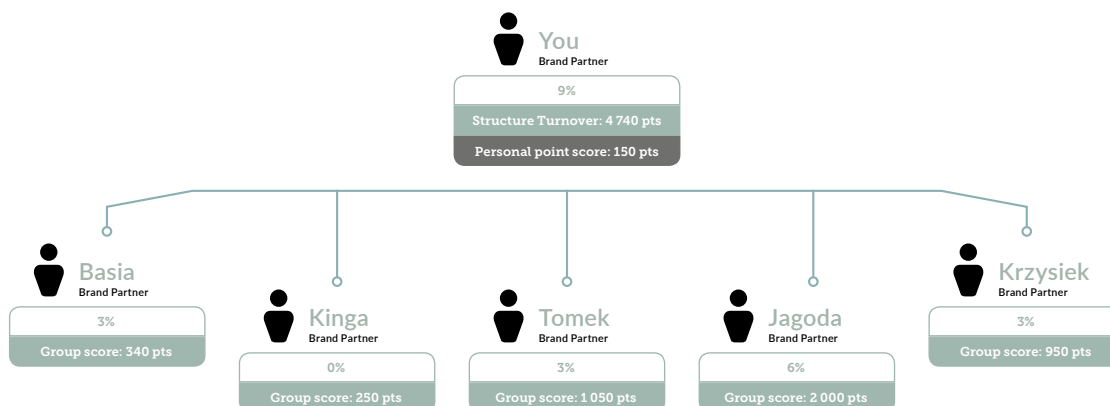 You
Brand Partner
9%
Structure Turnover: 4 740 pts
Personal point score: 150 pts
Basia
Brand Partner
3%
Group score: 340 pts
Kinga
Brand Partner
0%
Group score: 250 pts
Tomek
Brand Partner
3%
Group score: 1 050 pts
Jagoda
Brand Partner
6%
Group score: 2 000 pts
Krzysiek
Brand Partner
3%
Group score: 950 pts